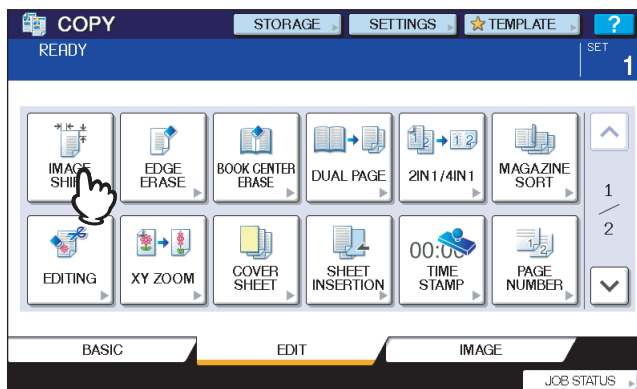 COPY
STORAGE
SETTINGS
TEMPLATE
?
READY
SET
1
IMAGE
SHIFT
EDGE
ERASE
BOOK CENTER
ERASE
DUAL PAGE
2IN1/4IN1
MAGAZINE
SORT
1
2
EDITING
XY ZOOM
COVER
SHEET
SHEET
INSERTION
00:00
TIME
STAMP
PAGE
NUMBER
BASIC
EDIT
IMAGE
JOB STATUS